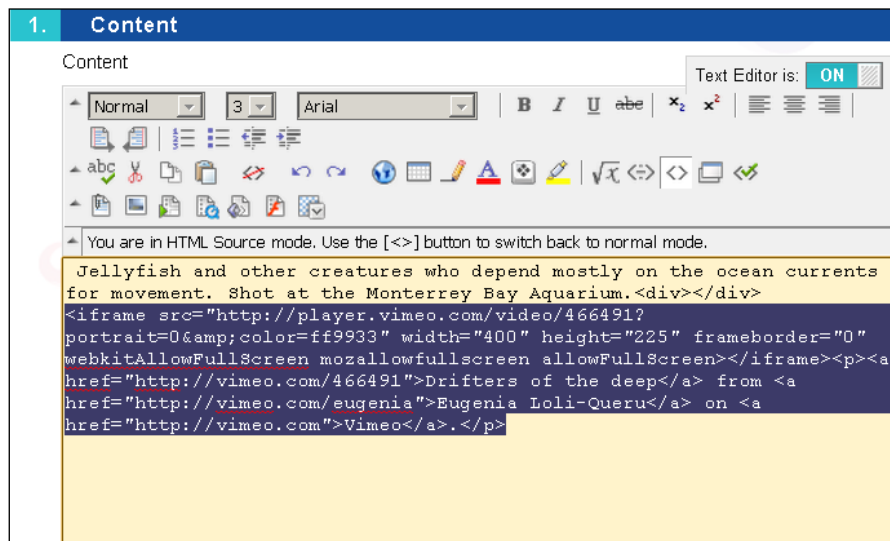 1. Content
Content
Text Editor is: ON
Normal 3 Arial B I U abc x₂ x²
abc A √x <> 
You are in HTML Source mode. Use the [<>] button to switch back to normal mode.
Jellyfish and other creatures who depend mostly on the ocean currents
for movement. Shot at the Monterrey Bay Aquarium.<div></div>
<iframe src="http://player.vimeo.com/video/466491?
portrait=0&amp;color=ff9933" width="400" height="225" frameborder="0"
webkitAllowFullScreen mozallowfullscreen allowFullScreen></iframe><p><a
href="http://vimeo.com/466491">Drifters of the deep</a> from <a
href="http://vimeo.com/eugenia">Eugenia Loli-Queru</a> on <a
href="http://vimeo.com">Vimeo</a>.</p>